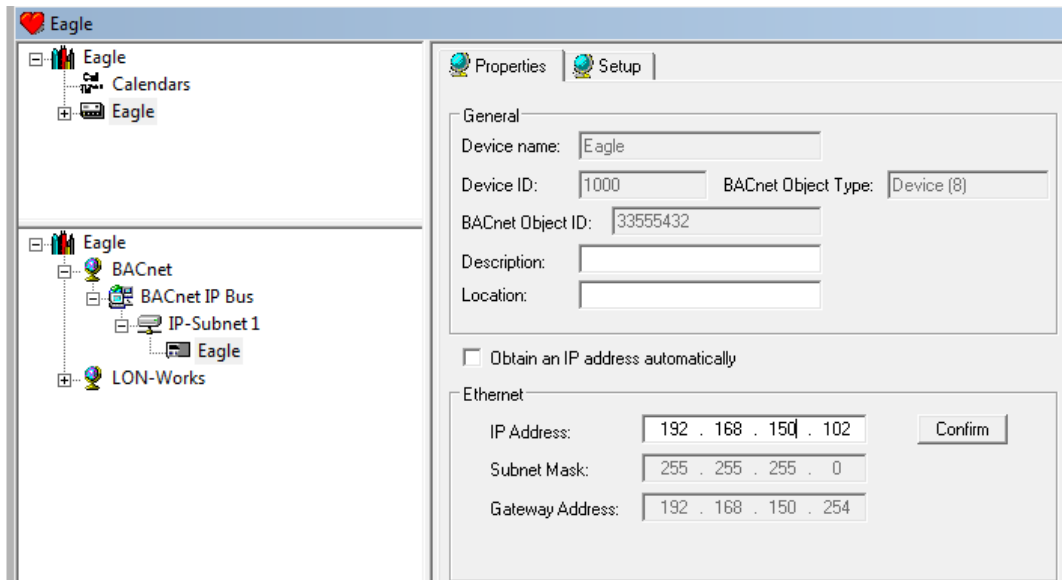 Eagle
Eagle
Calendars
Eagle
Eagle
BACnet
BACnet IP Bus
IP-Subnet 1
Eagle
LON-Works
Properties
Setup
General
Device name: Eagle
Device ID: 1000 BACnet Object Type: Device (8)
BACnet Object ID: 33555432
Description:
Location:
Obtain an IP address automatically
Ethernet
IP Address: 192 . 168 . 150 . 102 Confirm
Subnet Mask: 255 . 255 . 255 . 0
Gateway Address: 192 . 168 . 150 . 254